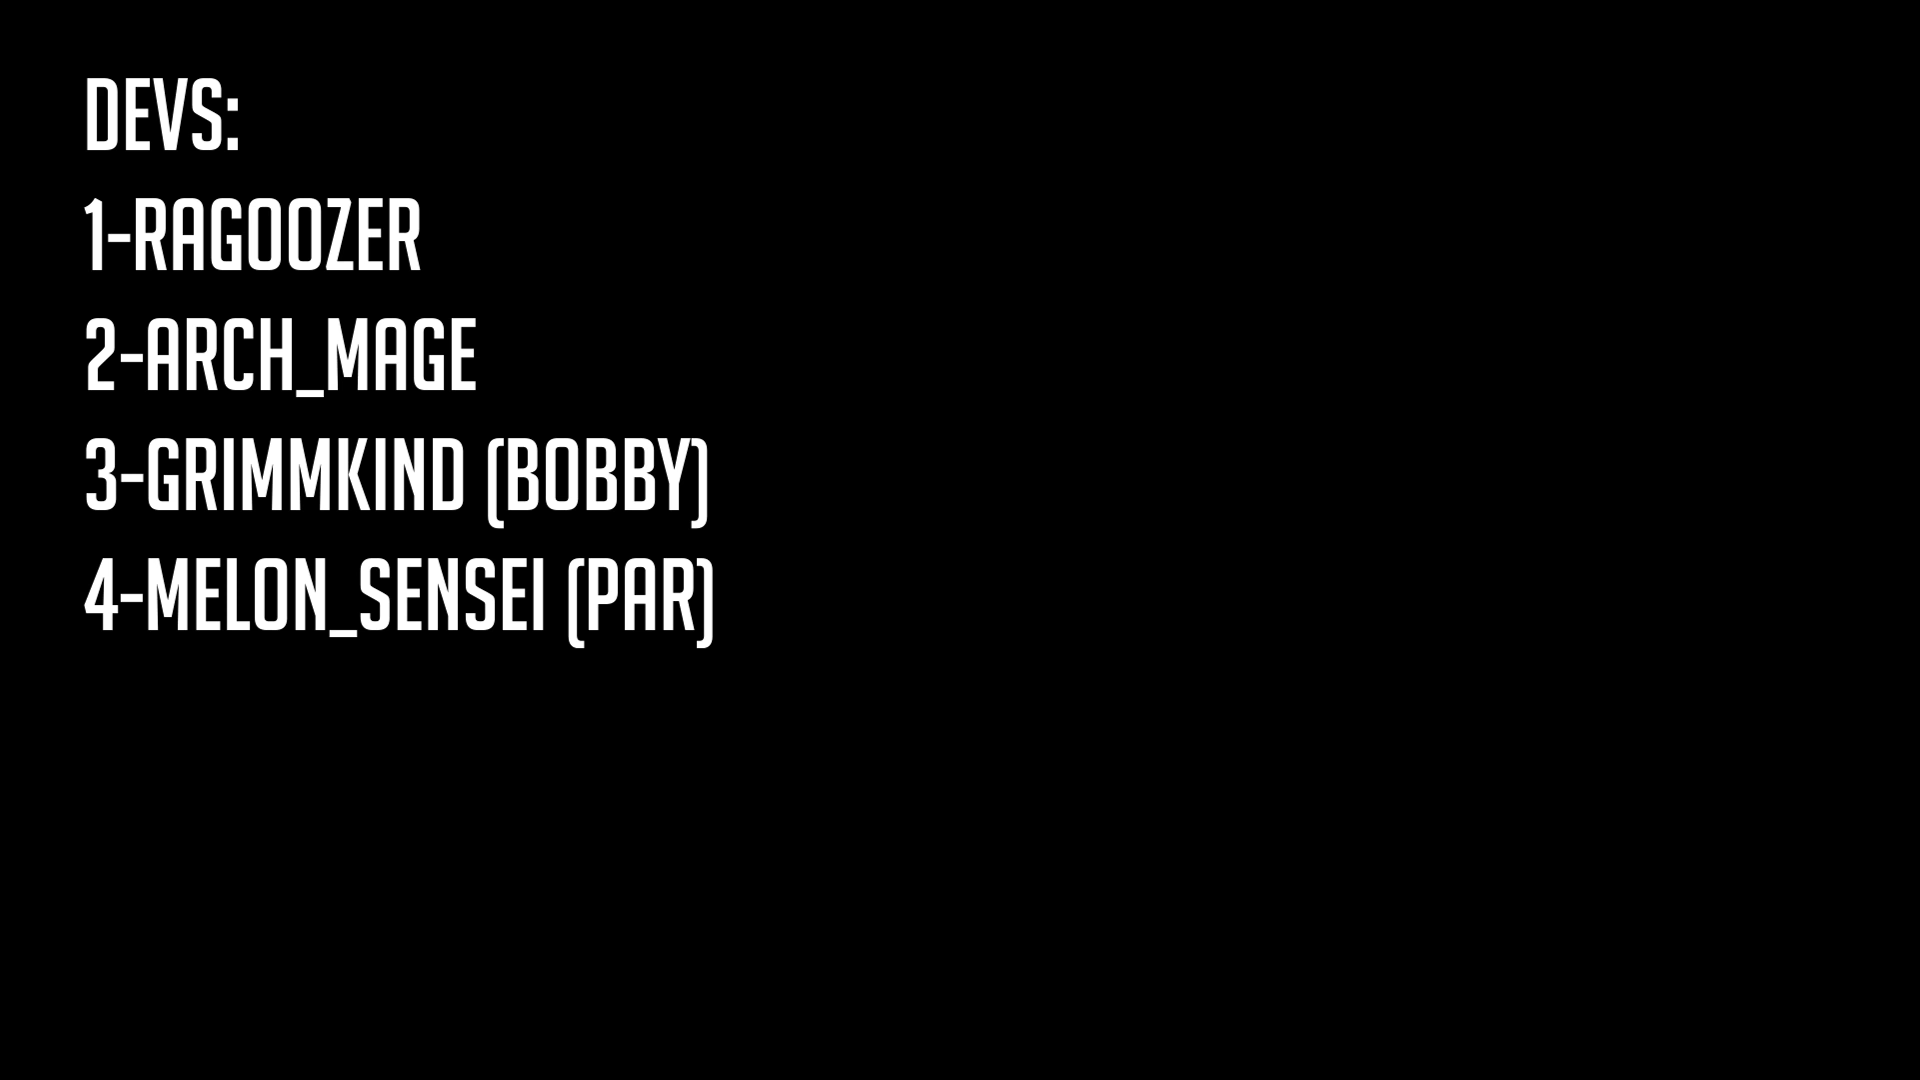 DEVS:
1-RAGOOZER
2-ARCH_MAGE
3-GRIMMKIND (BOBBY)
4-MELON_SENSEI (PAR)